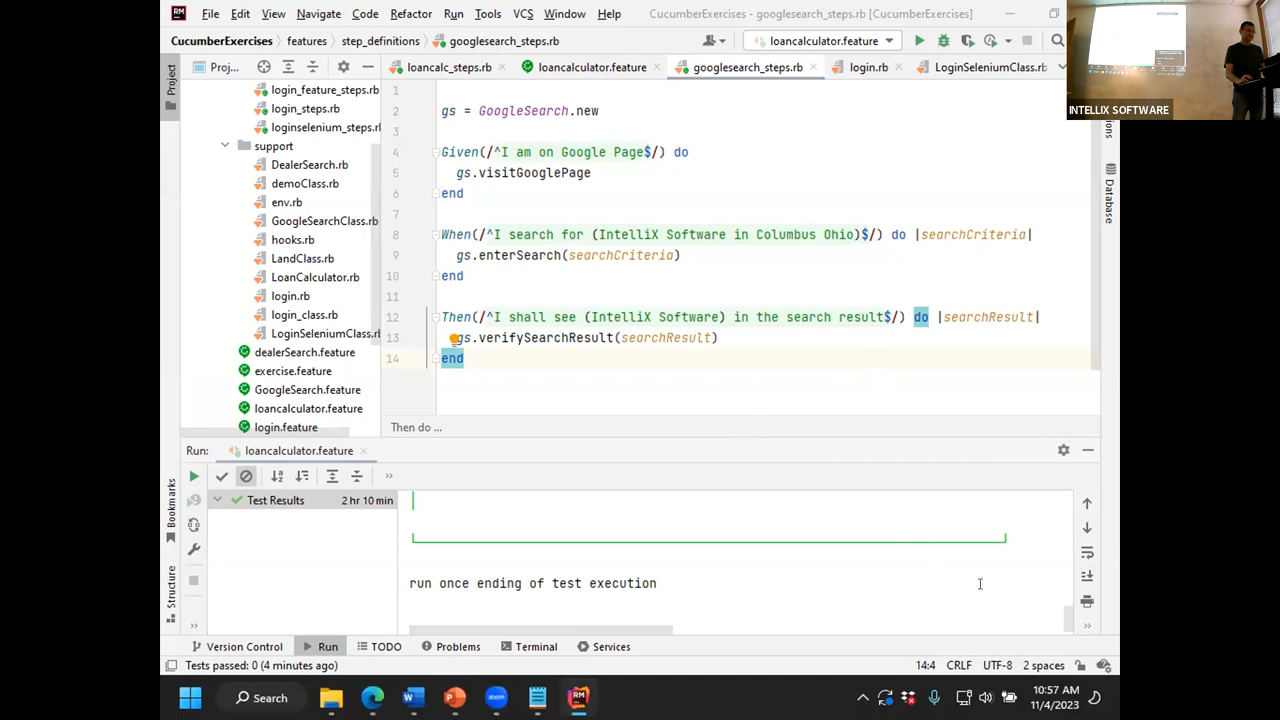 File Edit View Navigate Code Refactor Run Tools VCS Window Help CucumberExercises - googlesearch_steps.rb [CucumberExercises]
CucumberExercises features step_definitions googlesearch_steps.rb loancalculator.feature
INTELLIX SOFTWARE
Project
Proj...
loancalc_steps.rb loancalculator.feature googlesearch_steps.rb login.rb LoginSeleniumClass.rb
login_feature_steps.rb
login_steps.rb
loginselenium_steps.rb
support
DealerSearch.rb
demoClass.rb
env.rb
GoogleSearchClass.rb
hooks.rb
LandClass.rb
LoanCalculator.rb
login.rb
login_class.rb
LoginSeleniumClass.rb
dealerSearch.feature
exercise.feature
GoogleSearch.feature
loancalculator.feature
login.feature
1
2 gs = GoogleSearch.new
3
4 Given(/^I am on Google Page$/) do
5 gs.visitGooglePage
6 end
7
8 When(/^I search for (IntelliX Software in Columbus Ohio)$/) do |searchCriteria|
9 gs.enterSearch(searchCriteria)
10 end
11
12 Then(/^I shall see (IntelliX Software) in the search result$/) do |searchResult|
13 gs.verifySearchResult(searchResult)
14 end
Then do ...
Database
Run: loancalculator.feature
Test Results 2 hr 10 min
run once ending of test execution
Bookmarks
Structure
Version Control Run TODO Problems Terminal Services
Tests passed: 0 (4 minutes ago) 14:4 CRLF UTF-8 2 spaces
Search
10:57 AM
11/4/2023